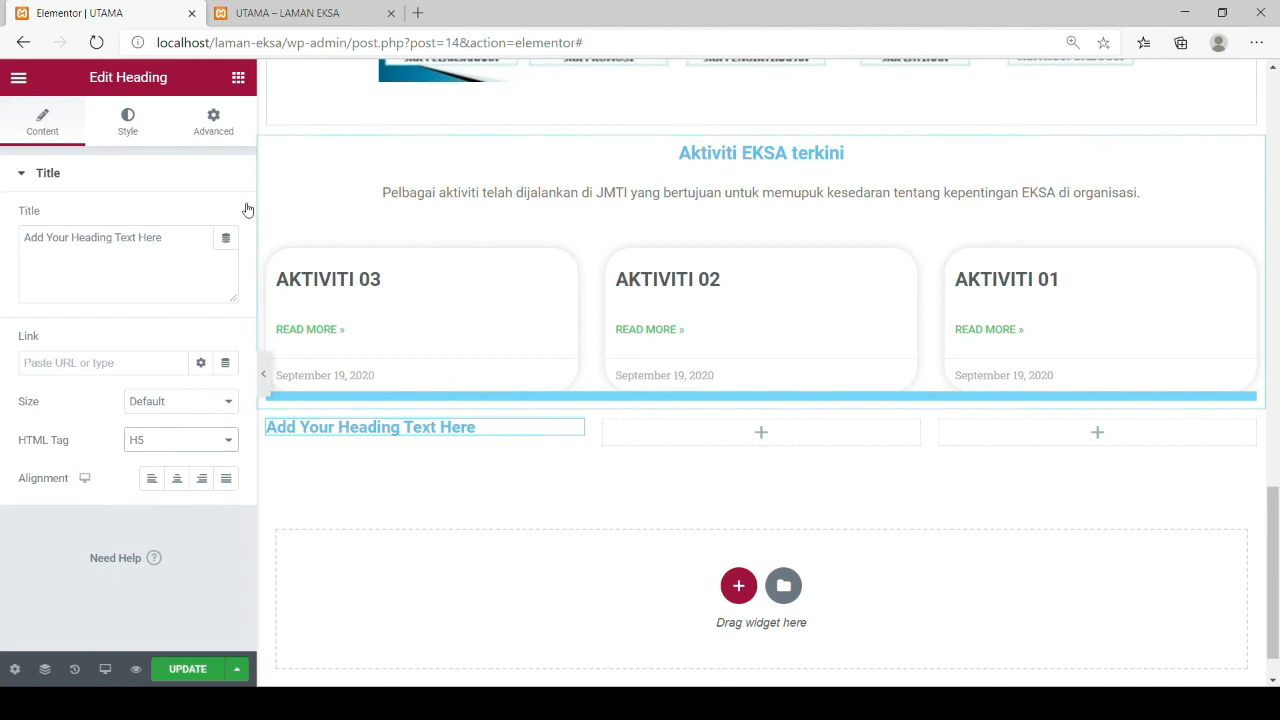 Elementor | UTAMA
UTAMA – LAMAN EKSA
localhost/laman-eksa/wp-admin/post.php?post=14&action=elementor#
Edit Heading
Content
Style
Advanced
Title
Title
Add Your Heading Text Here
Link
Paste URL or type
Size
Default
HTML Tag
H5
Alignment
Need Help
UPDATE
Aktiviti EKSA terkini
Pelbagai aktiviti telah dijalankan di JMTI yang bertujuan untuk memupuk kesedaran tentang kepentingan EKSA di organisasi.
AKTIVITI 03
READ MORE »
September 19, 2020
AKTIVITI 02
READ MORE »
September 19, 2020
AKTIVITI 01
READ MORE »
September 19, 2020
Add Your Heading Text Here
Drag widget here